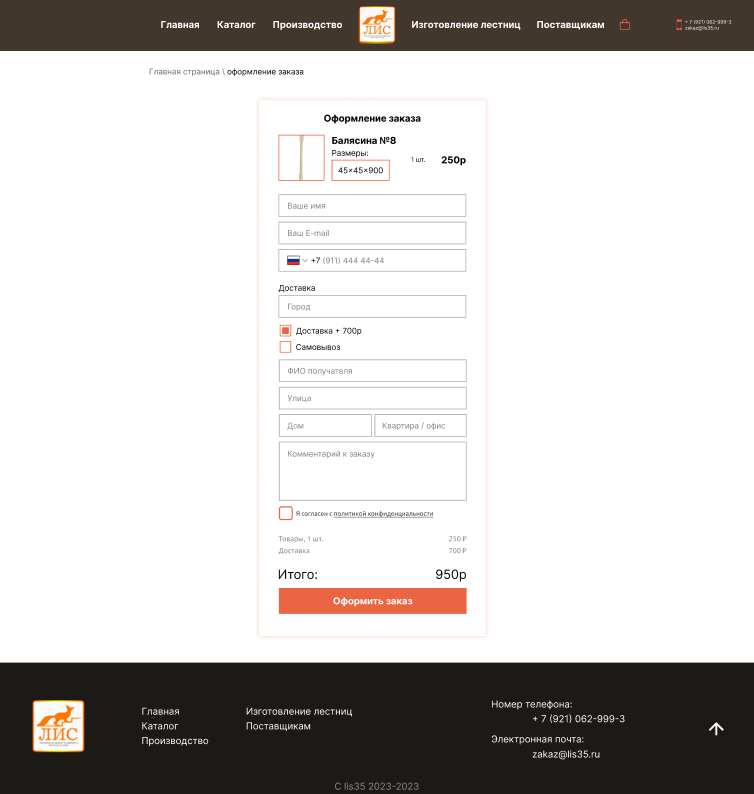 Главная
Каталог
Производство
ЛИС
Изготовление лестниц
Поставщикам
+ 7 (921) 062-999-3
zakaz@lis35.ru
Главная страница \ оформление заказа
Оформление заказа
Балясина №8
Размеры:
45×45×900
1 шт.
250р
Ваше имя
Ваш E-mail
+7 (911) 444 44-44
Доставка
Город
Доставка + 700р
Самовывоз
ФИО получателя
Улица
Дом
Квартира / офис
Комментарий к заказу
Я согласен с политикой конфиденциальности
Товары, 1 шт.
250 ₽
Доставка
700 ₽
Итого:
950р
Оформить заказ
ЛИС
Главная
Каталог
Производство
Изготовление лестниц
Поставщикам
Номер телефона:
+ 7 (921) 062-999-3
Электронная почта:
zakaz@lis35.ru
C lis35 2023-2023